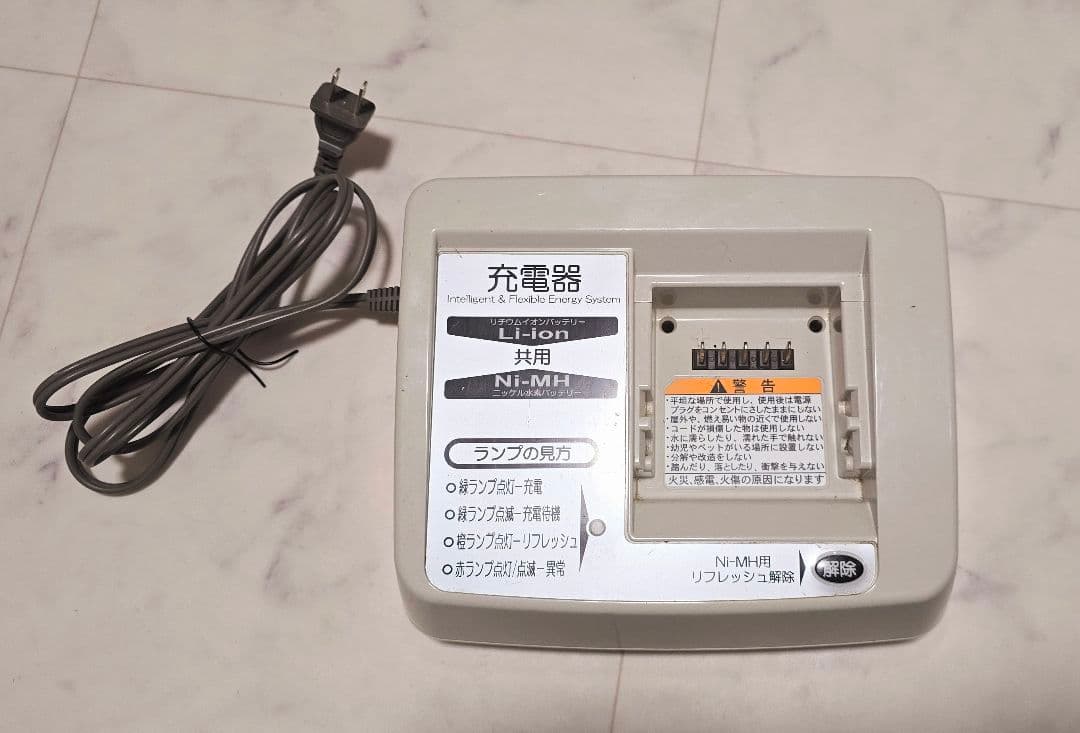 充電器
Intelligent & Flexible Energy System
リチウムイオンバッテリー
Li-ion
共用
Ni-MH
ニッケル水素バッテリー
ランプの見方
緑ランプ点灯ー充電
緑ランプ点滅ー充電待機
橙ランプ点灯ーリフレッシュ
赤ランプ点灯/点滅ー異常
警告
・平坦な場所で使用し、使用後は電源
プラグをコンセントにさしたままにしない
・屋外や、燃え易い物の近くで使用しない
・コードが損傷した物は使用しない
・水に濡らしたり、濡れた手で触れない
・幼児やペットがいる場所に設置しない
・分解や改造をしない
・踏んだり、落としたり、衝撃を与えない
火災、感電、火傷の原因になります
Ni-MH用
リフレッシュ解除
解除